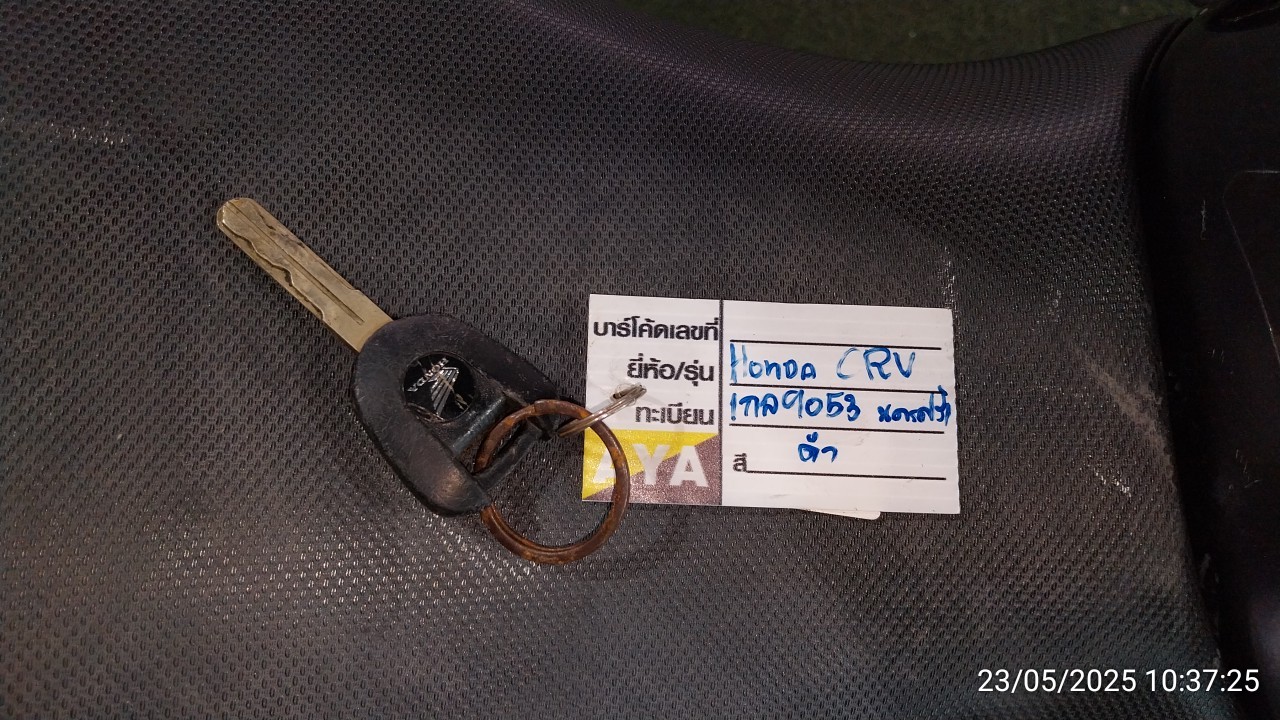 บาร์โค้ดเลขที่
ยี่ห้อ/รุ่น HONDA CRV
ทะเบียน 1กล9053
AYA
สี ดำ
HONDA
23/05/2025 10:37:25